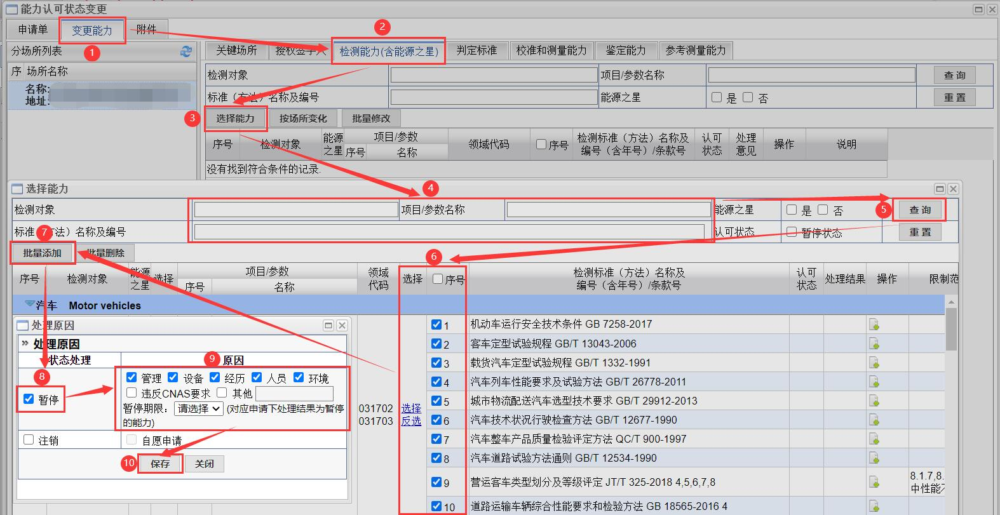 能力认可状态变更
申请单 变更能力 附件
1
分场所列表
序 场所名称
名称:
地址:
2
关键场所 授权签字人 检测能力(含能源之星) 判定标准 校准和测量能力 鉴定能力 参考测量能力
检测对象 项目/参数名称 查 询
标准（方法）名称及编号 能源之星 是 否 重 置
3 选择能力 按场所变化 批量修改
序号 检测对象 能源之星 项目/参数 序号 名称 领域代码 序号 检测标准（方法）名称及编号（含年号）/条款号 认可状态 处理意见 操作 说明
没有找到符合条件的记录.
选择能力 4
检测对象 项目/参数名称 能源之星 是 否 5 查 询
标准（方法）名称及编号 认可状态 暂停状态 重 置
7
批量添加 批量删除 6
序号 检测对象 能源之星 选择 项目/参数 序号 名称 领域代码 选择 序号 检测标准（方法）名称及编号（含年号）/条款号 认可状态 处理结果 操作 限制范
汽车 Motor vehicles
处理原因
» 处理原因
状态处理 9 原因
8
暂停
管理 设备 经历 人员 环境
违反CNAS要求 其他
暂停期限： 请选择 (对应申请下处理结果为暂停
的能力)
注销 自愿申请
10 保存 关闭
031702
031703
选择
反选
1 机动车运行安全技术条件 GB 7258-2017
2 客车定型试验规程 GB/T 13043-2006
3 载货汽车定型试验规程 GB/T 1332-1991
4 汽车列车性能要求及试验方法 GB/T 26778-2011
5 城市物流配送汽车选型技术要求 GB/T 29912-2013
6 汽车技术状况行驶检查方法 GB/T 12677-1990
7 汽车整车产品质量检验评定方法 QC/T 900-1997
8 汽车道路试验方法通则 GB/T 12534-1990
9 营运客车类型划分及等级评定 JT/T 325-2018 4,5,6,7,8 8.1.7,8.
中性能
10 道路运输车辆综合性能要求和检验方法 GB 18565-2016 4